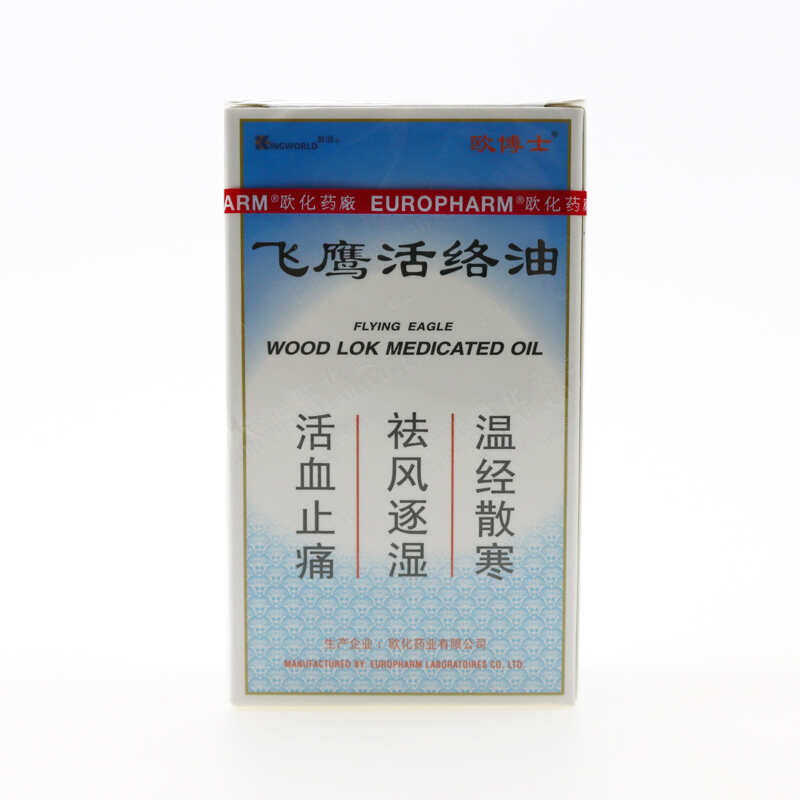 KINGWORLD
欧博士®
ARM®欧化药廠 EUROPHARM®欧化药廠
飞鹰活络油
FLYING EAGLE
WOOD LOK MEDICATED OIL
温经散寒
祛风逐湿
活血止痛
生产企业：欧化药业有限公司
MANUFACTURED BY EUROPHARM LABORATOIRES CO. LTD.